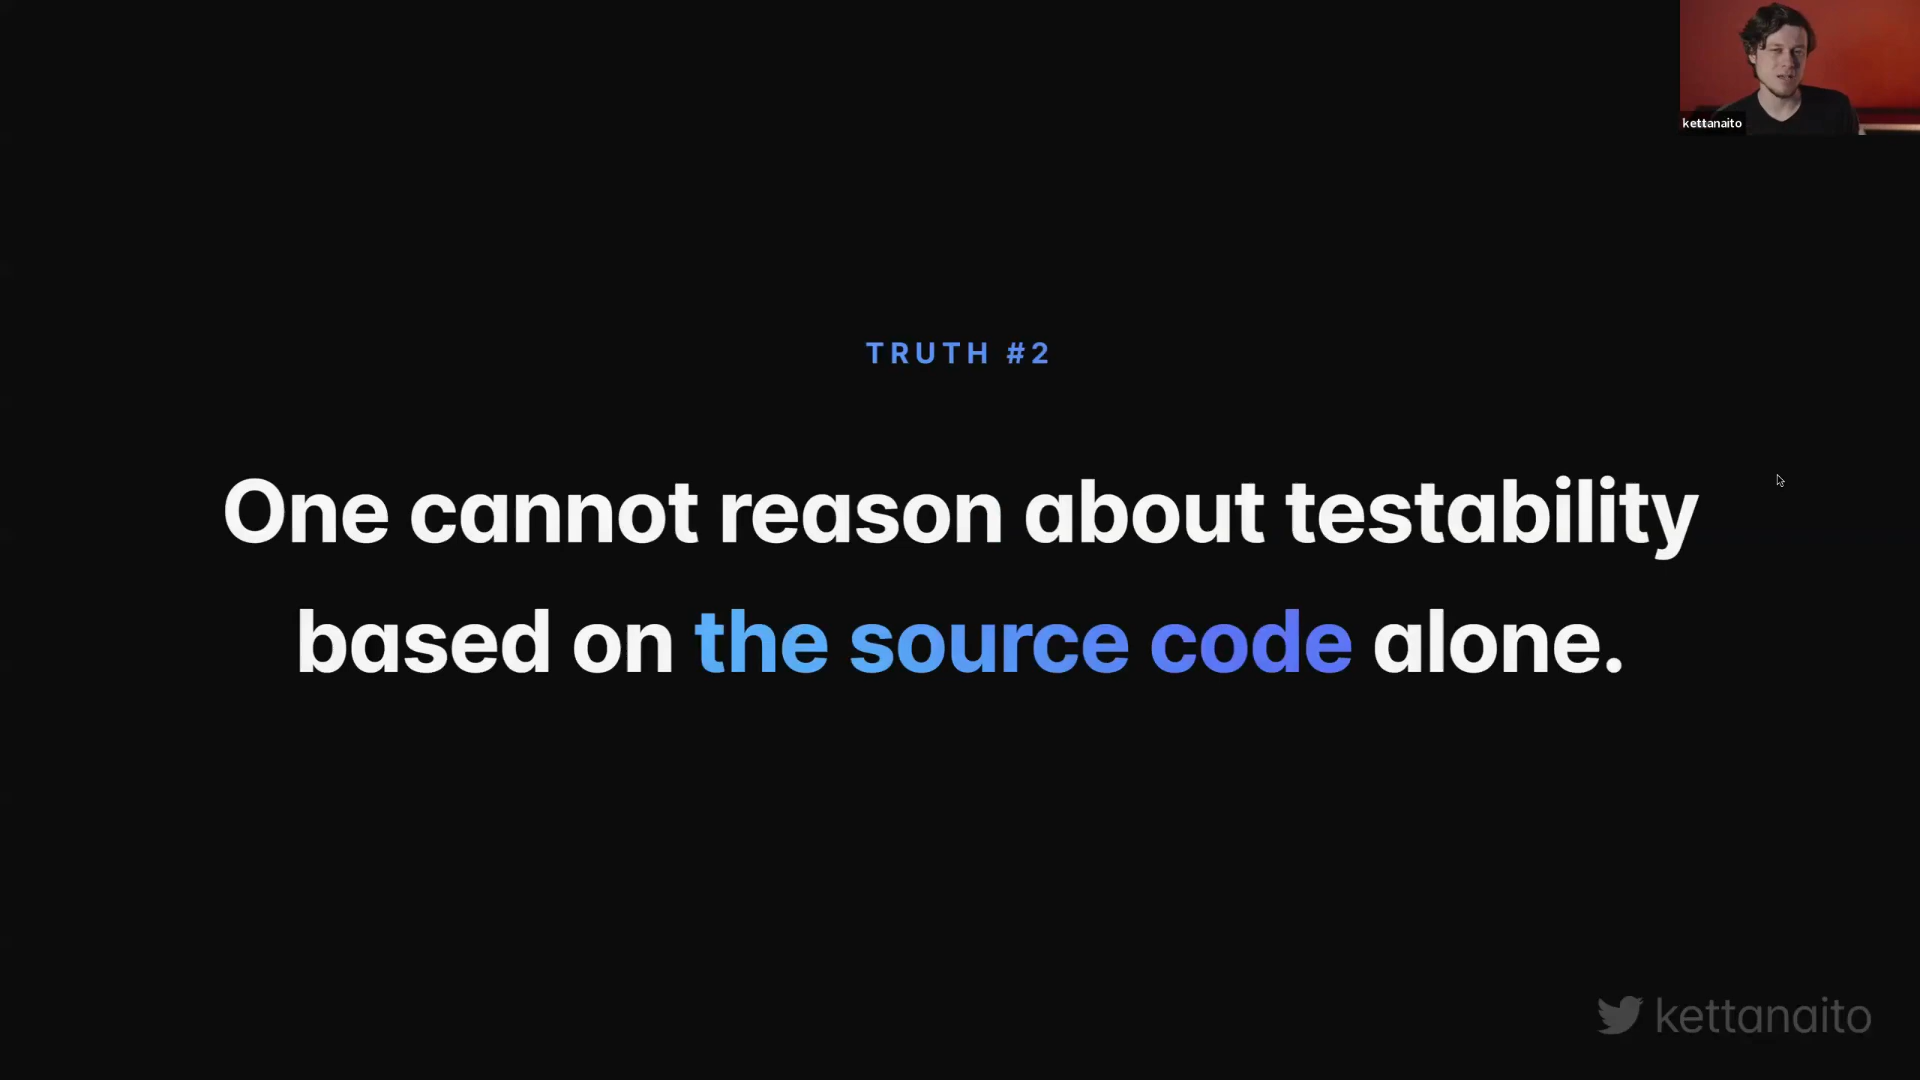 kettanaito
TRUTH #2
One cannot reason about testability
based on the source code alone.
kettanaito